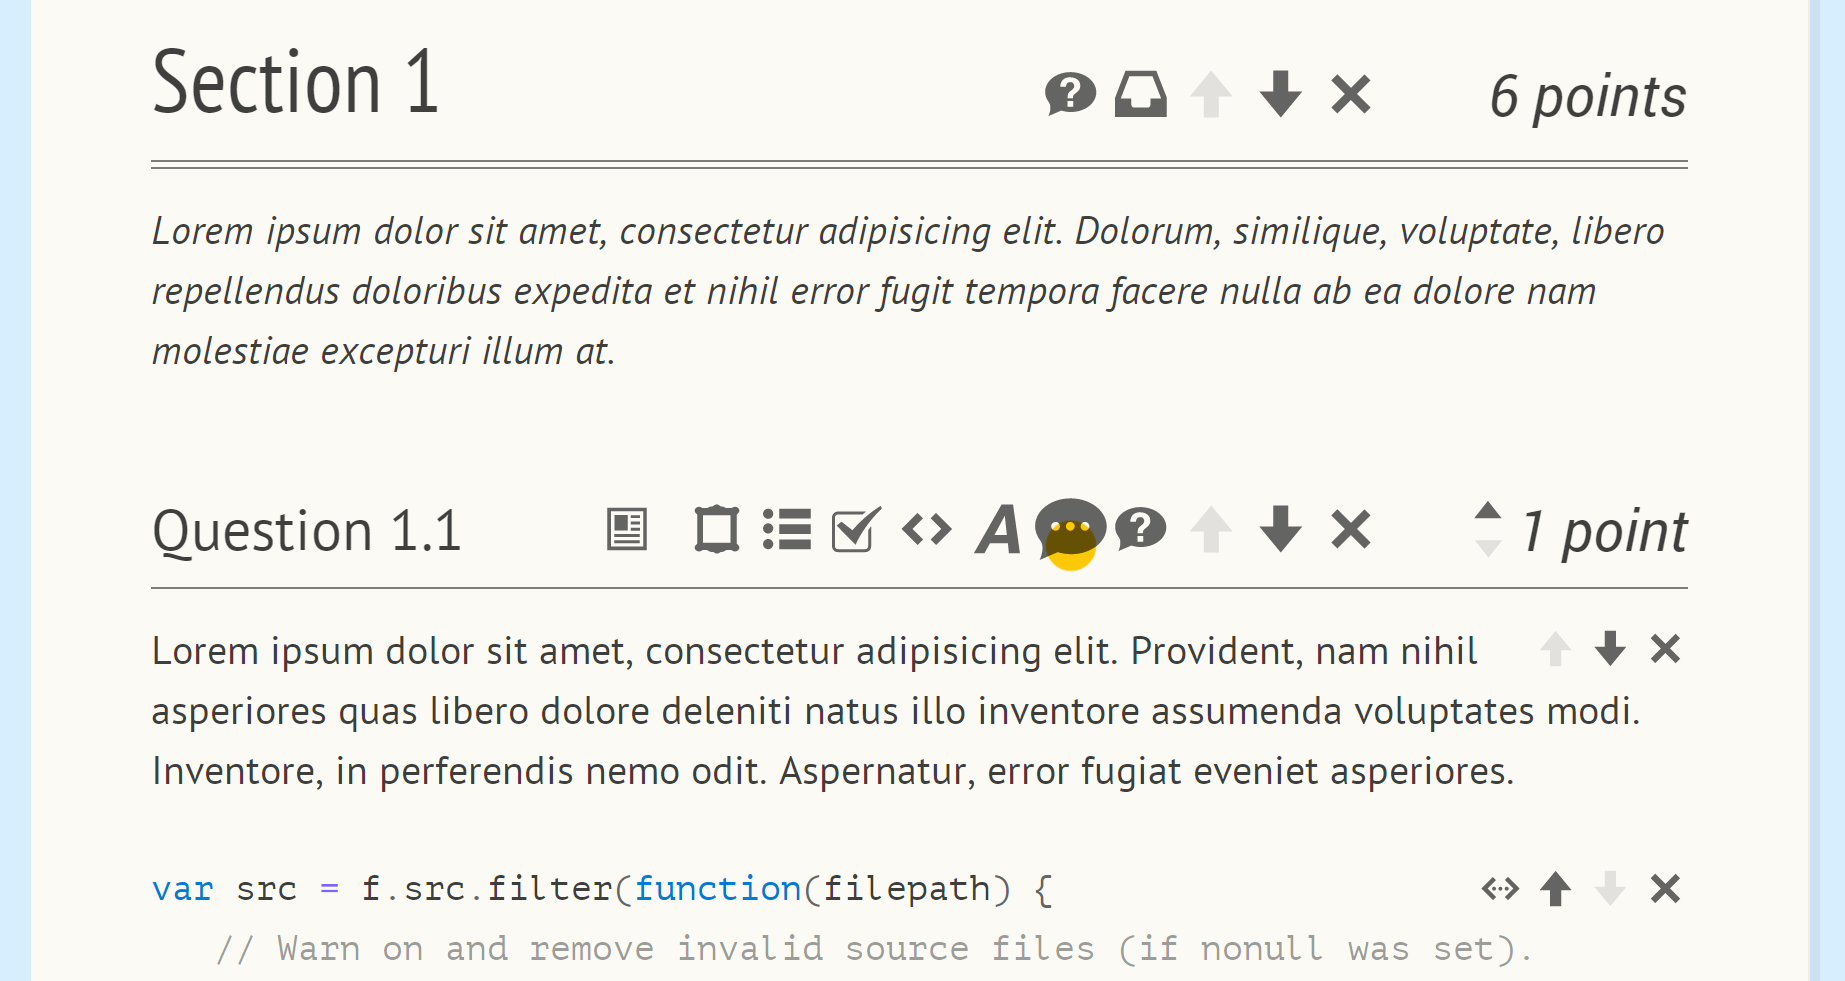 Section 1
6 points
Lorem ipsum dolor sit amet, consectetur adipisicing elit. Dolorum, similique, voluptate, libero
repellendus doloribus expedita et nihil error fugit tempora facere nulla ab ea dolore nam
molestiae excepturi illum at.
Question 1.1
A
1 point
Lorem ipsum dolor sit amet, consectetur adipisicing elit. Provident, nam nihil
asperiores quas libero dolore deleniti natus illo inventore assumenda voluptates modi.
Inventore, in perferendis nemo odit. Aspernatur, error fugiat eveniet asperiores.
var src = f.src.filter(function(filepath) {
// Warn on and remove invalid source files (if nonull was set).